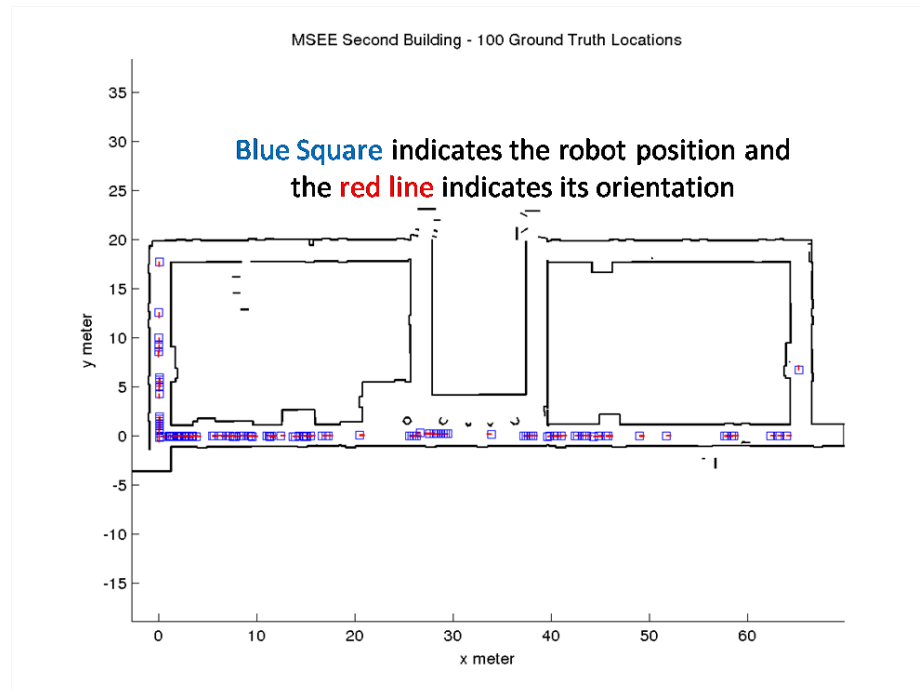 MSEE Second Building - 100 Ground Truth Locations
Blue Square indicates the robot position and
the red line indicates its orientation
35
30
25
20
15
10
5
0
-5
-10
-15
y meter
0 10 20 30 40 50 60
x meter